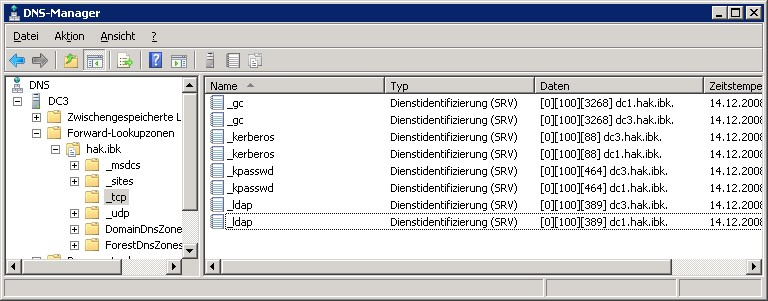 DNS-Manager
Datei Aktion Ansicht ?
DNS
DC3
Zwischengespeicherte L
Forward-Lookupzonen
hak.ibk
_msdcs
_sites
_tcp
_udp
DomainDnsZones
ForestDnsZones
Name Typ Daten Zeitstempe
_gc Dienstidentifizierung (SRV) [0][100][3268] dc1.hak.ibk. 14.12.2008
_gc Dienstidentifizierung (SRV) [0][100][3268] dc3.hak.ibk. 14.12.2008
_kerberos Dienstidentifizierung (SRV) [0][100][88] dc3.hak.ibk. 14.12.2008
_kerberos Dienstidentifizierung (SRV) [0][100][88] dc1.hak.ibk. 14.12.2008
_kpasswd Dienstidentifizierung (SRV) [0][100][464] dc3.hak.ibk. 14.12.2008
_kpasswd Dienstidentifizierung (SRV) [0][100][464] dc1.hak.ibk. 14.12.2008
_ldap Dienstidentifizierung (SRV) [0][100][389] dc3.hak.ibk. 14.12.2008
_ldap Dienstidentifizierung (SRV) [0][100][389] dc1.hak.ibk. 14.12.2008